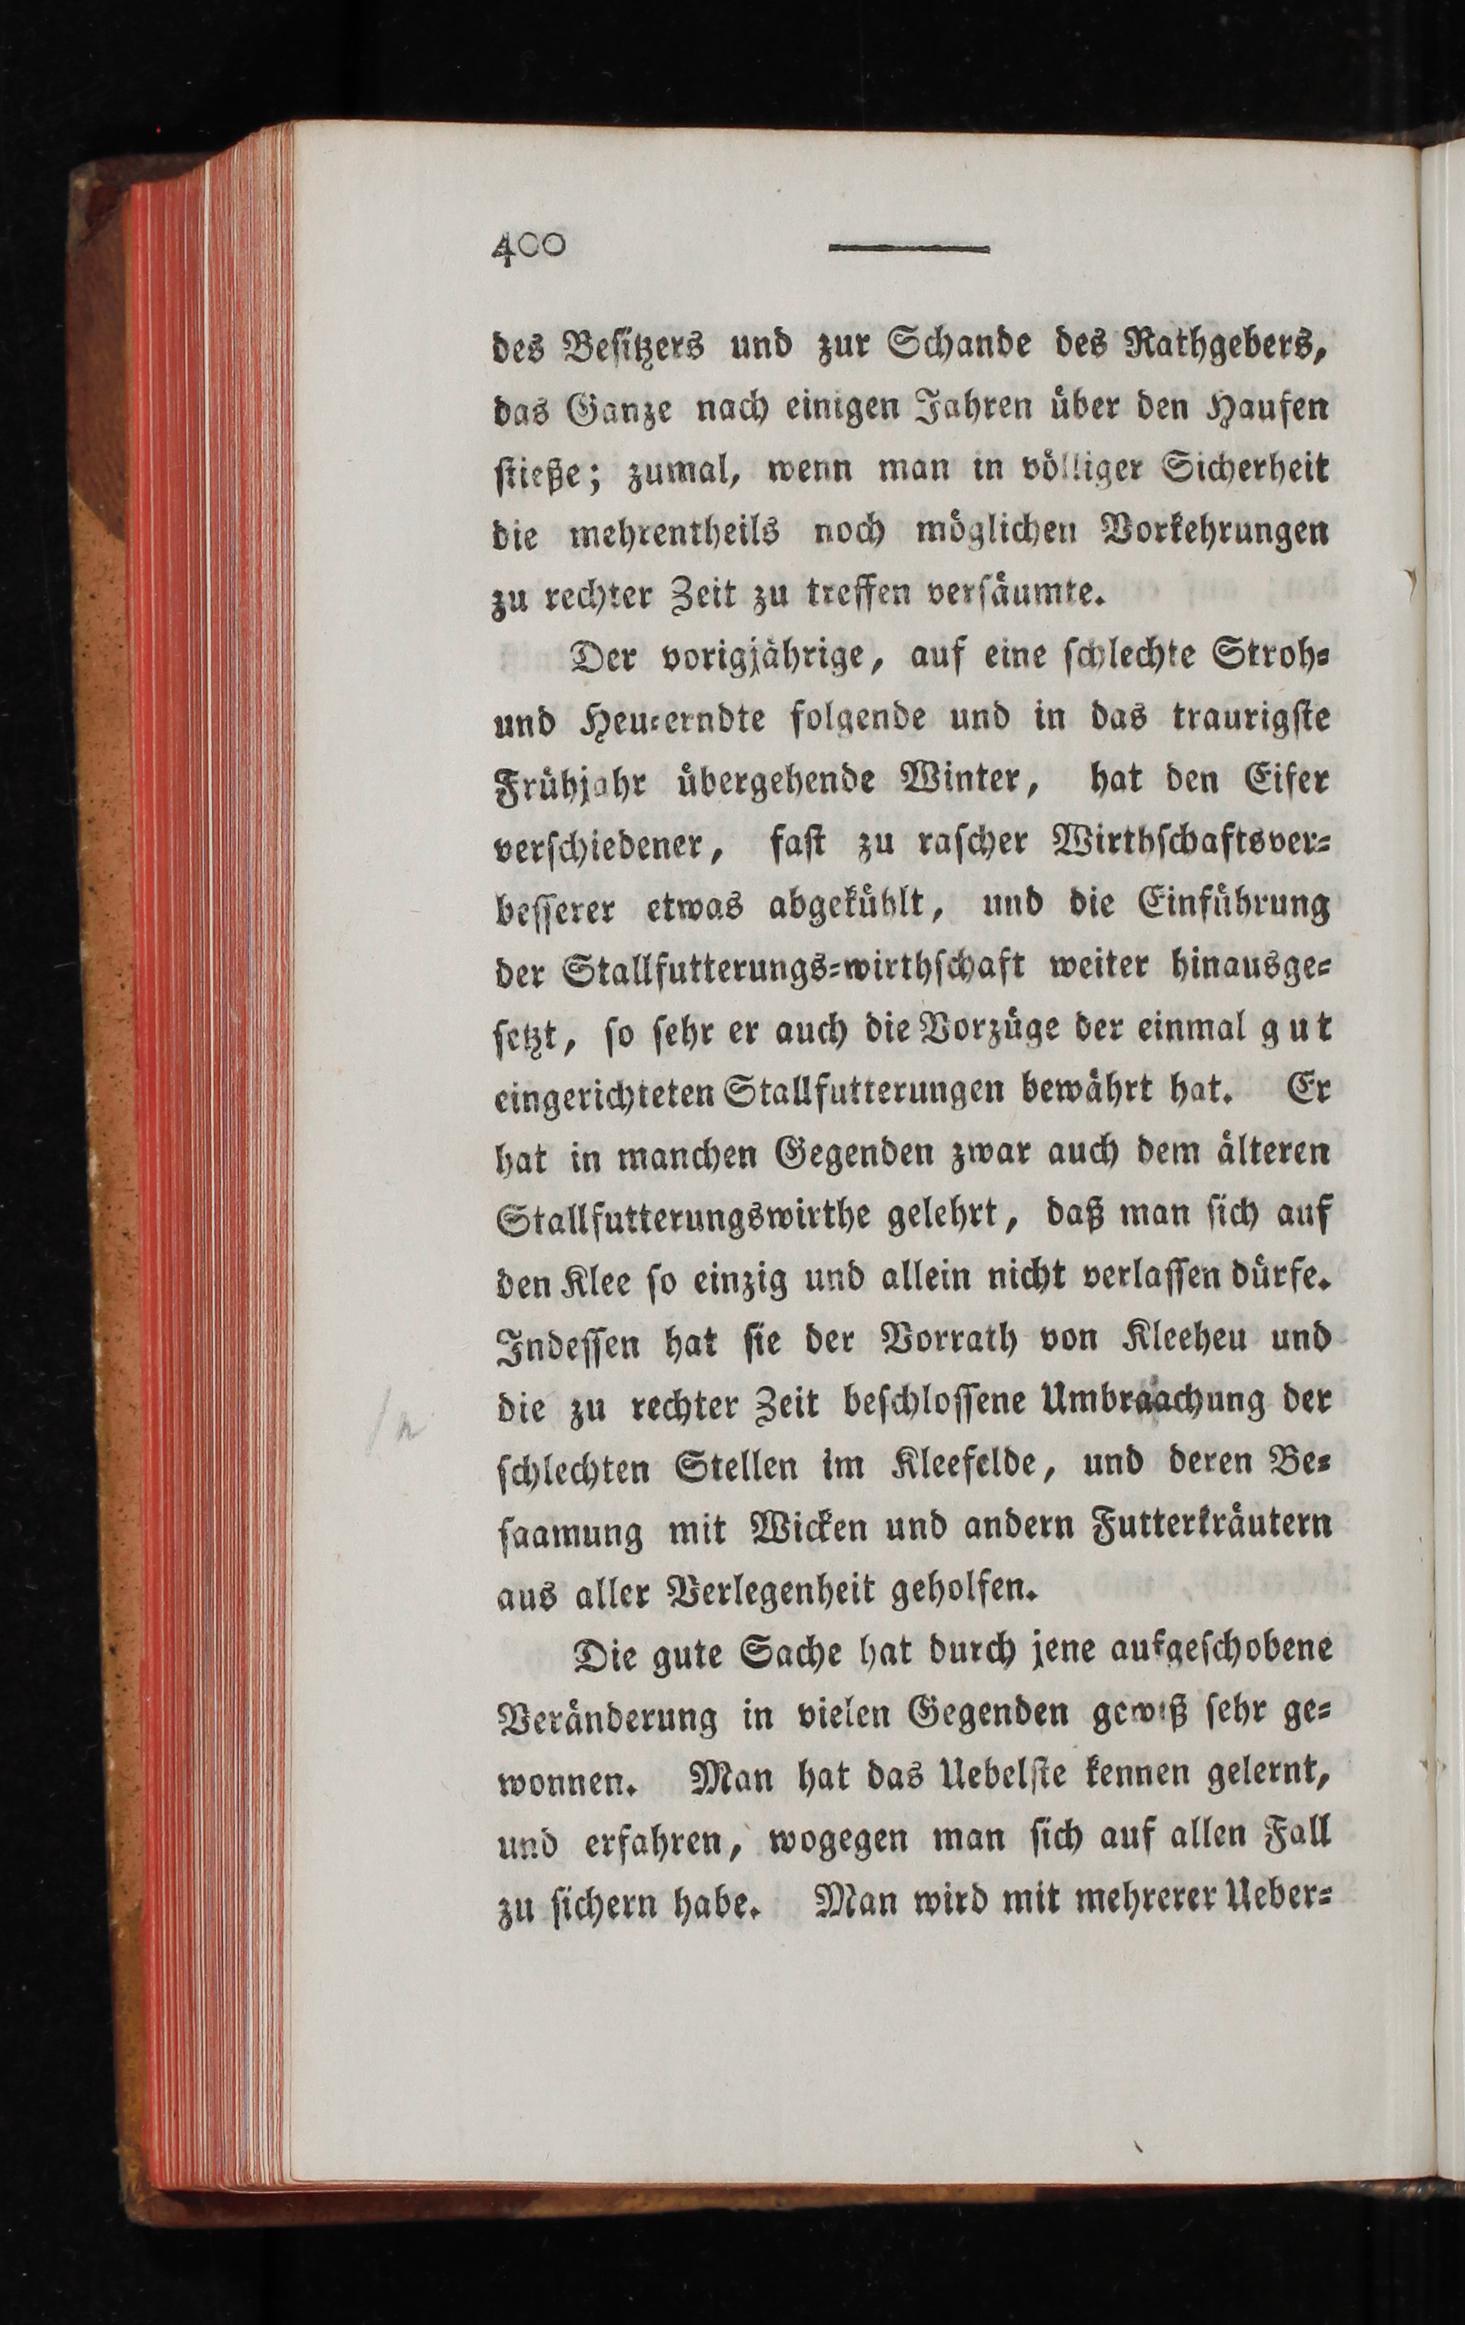 400
des Beſitzers und zur Schande des Rathgebers,
das Ganze nach einigen Jahren über den Haufen
ſtieße; zumal, wenn man in völliger Sicherheit
die mehrentheils noch möglichen Vorkehrungen
zu rechter Zeit zu treffen verſäumte.
Der vorigjährige, auf eine ſchlechte Stroh⸗
und Heu⸗erndte folgende und in das traurigſte
Frühjahr übergehende Winter, hat den Eifer
verſchiedener, faſt zu raſcher Wirthſchaftsver⸗
beſſerer etwas abgekühlt, und die Einführung
der Stallfutterungs⸗wirthſchaft weiter hinausge⸗
ſetzt, ſo ſehr er auch die Vorzüge der einmal gut
eingerichteten Stallfutterungen bewährt hat. Er
hat in manchen Gegenden zwar auch dem älteren
Stallfutterungswirthe gelehrt, daß man ſich auf
den Klee ſo einzig und allein nicht verlaſſen dürfe.
Indeſſen hat ſie der Vorrath von Kleeheu und
die zu rechter Zeit beſchloſſene Umbraachung der
ſchlechten Stellen im Kleefelde, und deren Be⸗
ſaamung mit Wicken und andern Futterkräutern
aus aller Verlegenheit geholfen.
Die gute Sache hat durch jene aufgeſchobene
Veränderung in vielen Gegenden gewiß ſehr ge⸗
wonnen. Man hat das Uebelſte kennen gelernt,
und erfahren, wogegen man ſich auf allen Fall
zu ſichern habe. Man wird mit mehrerer Ueber⸗